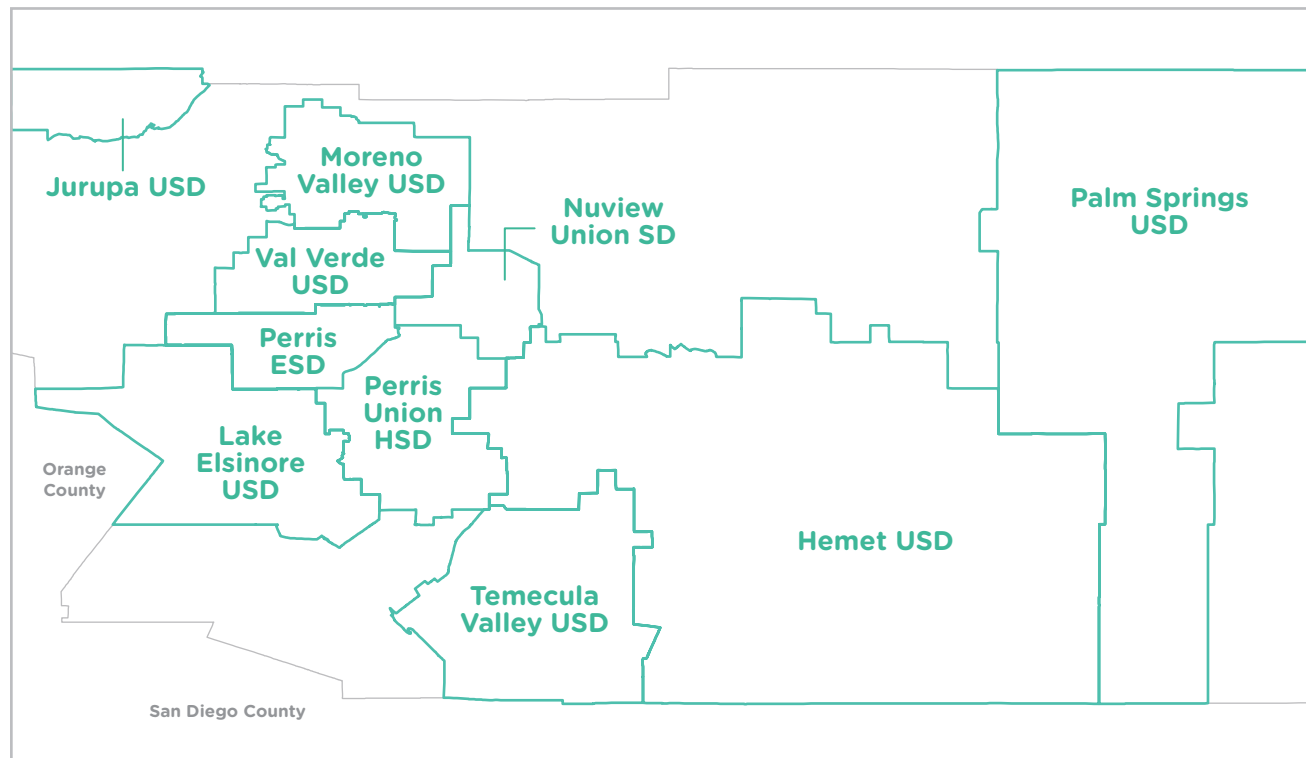 Moreno
Valley USD
Jurupa USD
Nuview
Union SD
Palm Springs
USD
Val Verde
USD
Perris
ESD
Perris
Union
HSD
Lake
Elsinore
USD
Orange
County
Hemet USD
Temecula
Valley USD
San Diego County